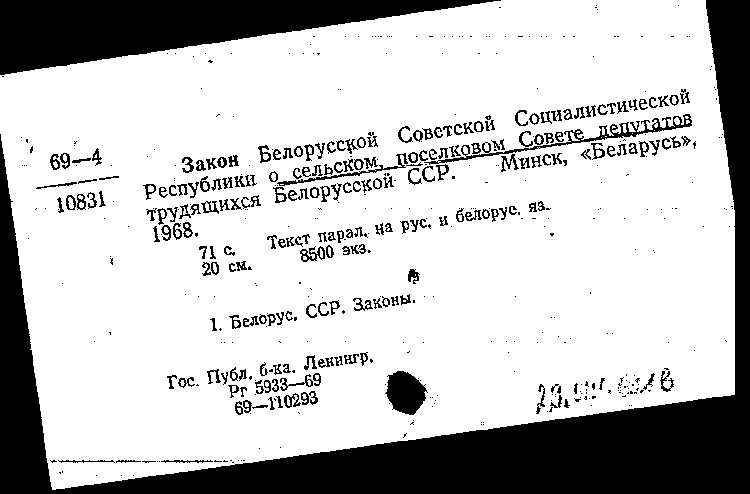 69—4
10831
Закон Белорусской Советской Социалистической
Республики о сельском, поселковом Совете депутатов
трудящихся Белорусской ССР. Минск, «Беларусь»,
1968.
71 с. Текст парал. на рус. и белорус. яз.
20 см. 8500 экз.
1. Белорус. ССР. Законы.
Гос. Публ. б-ка. Ленингр.
Рг 5933—69
69—110293